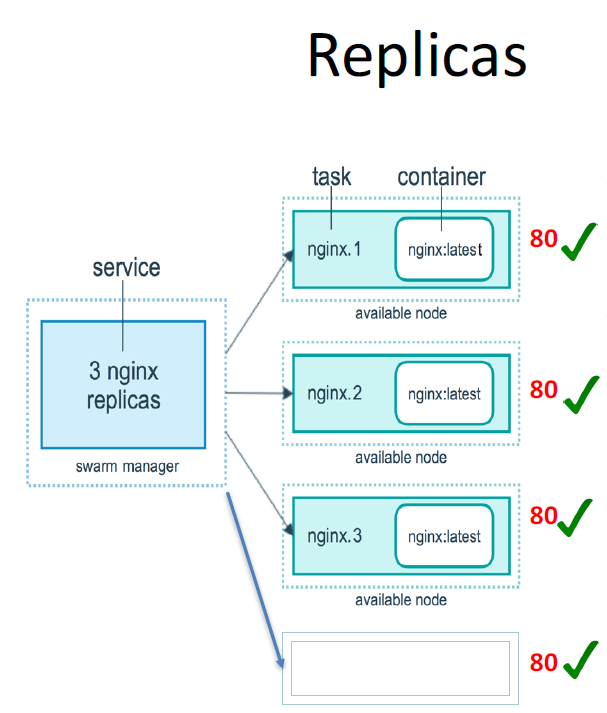 Replicas
task
container
nginx.1
nginx:latest
80
available node
service
3 nginx
replicas
swarm manager
nginx.2
nginx:latest
80
available node
nginx.3
nginx:latest
80
available node
80